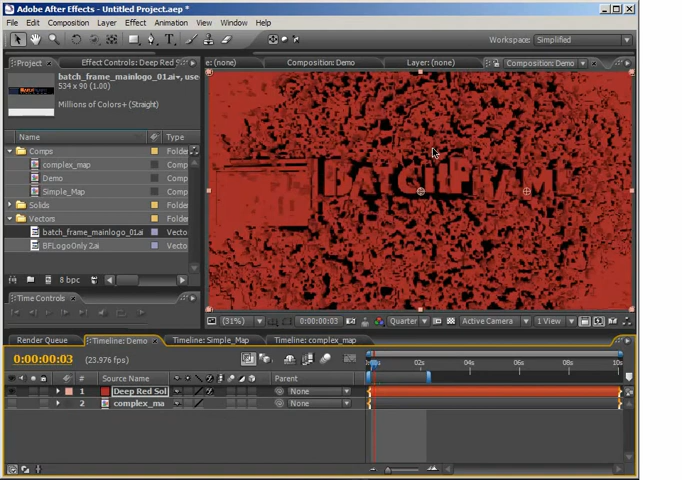 Adobe After Effects - Untitled Project.aep *
File Edit Composition Layer Effect Animation View Window Help
Workspace: Simplified
Project Effect Controls: Deep Red S
e: (none) Composition: Demo Layer: (none) Composition: Demo
batch_frame_mainlogo_01.ai, use
534 x 90 (1.00)
Millions of Colors+ (Straight)
Name Type
Comps Folder
complex_map Comp
Demo Comp
Simple_Map Comp
Solids Folder
Vectors Folder
batch_frame_mainlogo_01.ai Vecto
BFLogoOnly 2.ai Vecto
8 bpc
Time Controls
BATCHFRAM
(31%) 0:00:00:03 Quarter Active Camera 1 View
Render Queue Timeline: Demo Timeline: Simple_Map Timeline: complex_map
0:00:00:03 (23.976 fps)
02s 04s 06s 08s 10s
# Source Name Parent
1 Deep Red Sol None
2 complex_ma None